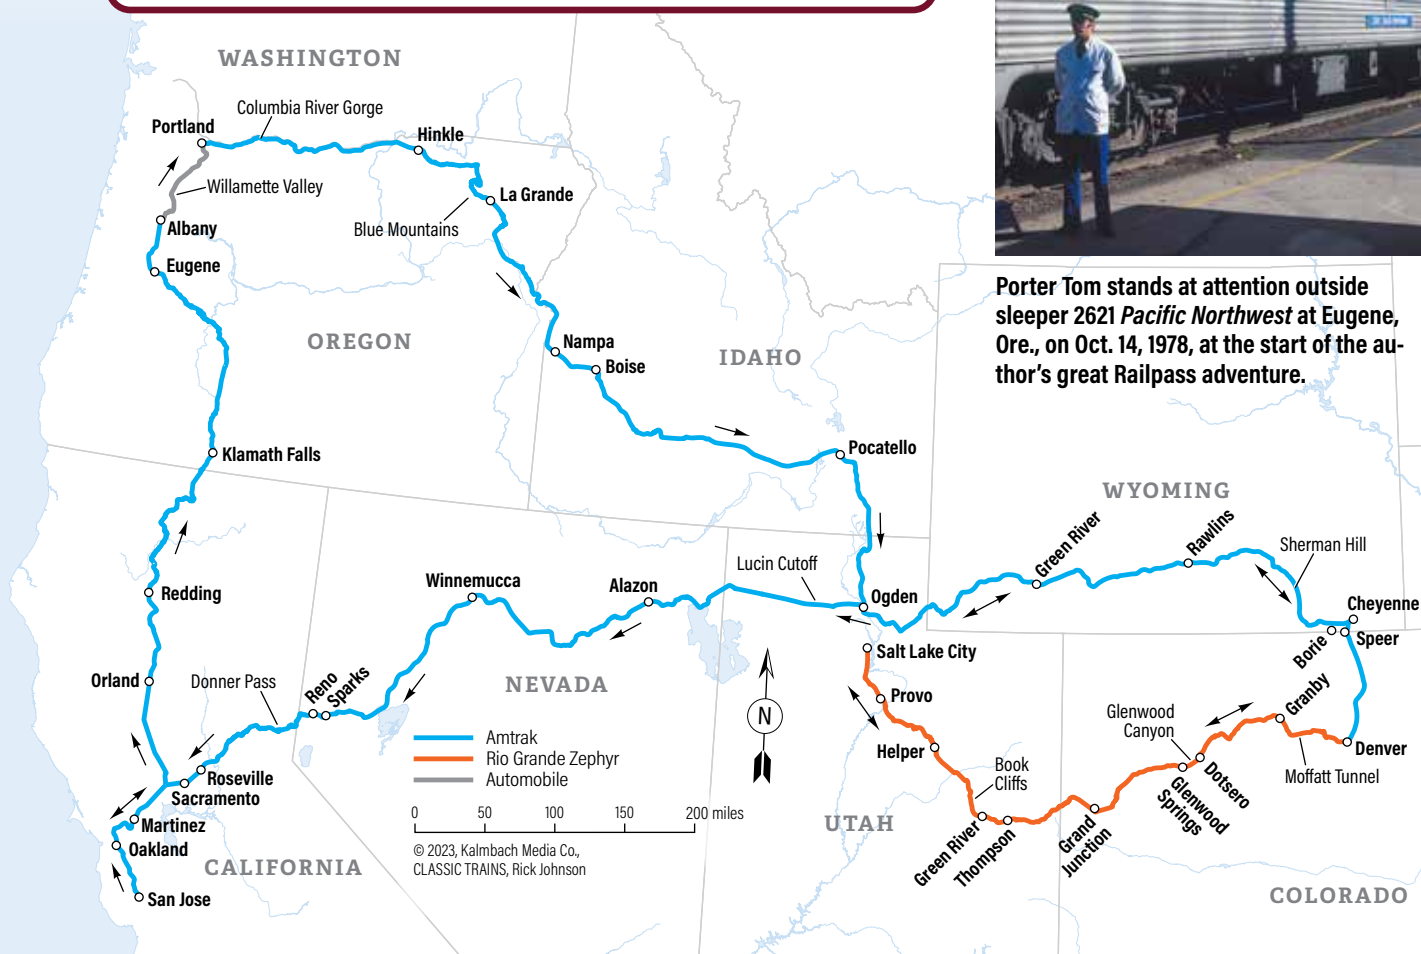 WASHINGTON
Columbia River Gorge
Portland
Hinkle
Willamette Valley
La Grande
Albany
Blue Mountains
Eugene
OREGON
Nampa
Boise
IDAHO
Klamath Falls
Pocatello
WYOMING
Green River
Rawlins
Sherman Hill
Lucin Cutoff
Winnemucca
Alazon
Ogden
Redding
Cheyenne
Speer
Borie
Salt Lake City
Orland
Donner Pass
Reno
Sparks
NEVADA
Provo
Granby
Glenwood
Canyon
N
Helper
Denver
Amtrak
Rio Grande Zephyr
Automobile
Book
Cliffs
Moffatt Tunnel
Dotsero
Glenwood
Springs
Roseville
Sacramento
0 50 100 150 200 miles
Martinez
UTAH
Green River
Thompson
Grand
Junction
Oakland
© 2023, Kalmbach Media Co.,
CLASSIC TRAINS, Rick Johnson
CALIFORNIA
San Jose
COLORADO
Porter Tom stands at attention outside
sleeper 2621 Pacific Northwest at Eugene,
Ore., on Oct. 14, 1978, at the start of the au-
thor's great Railpass adventure.